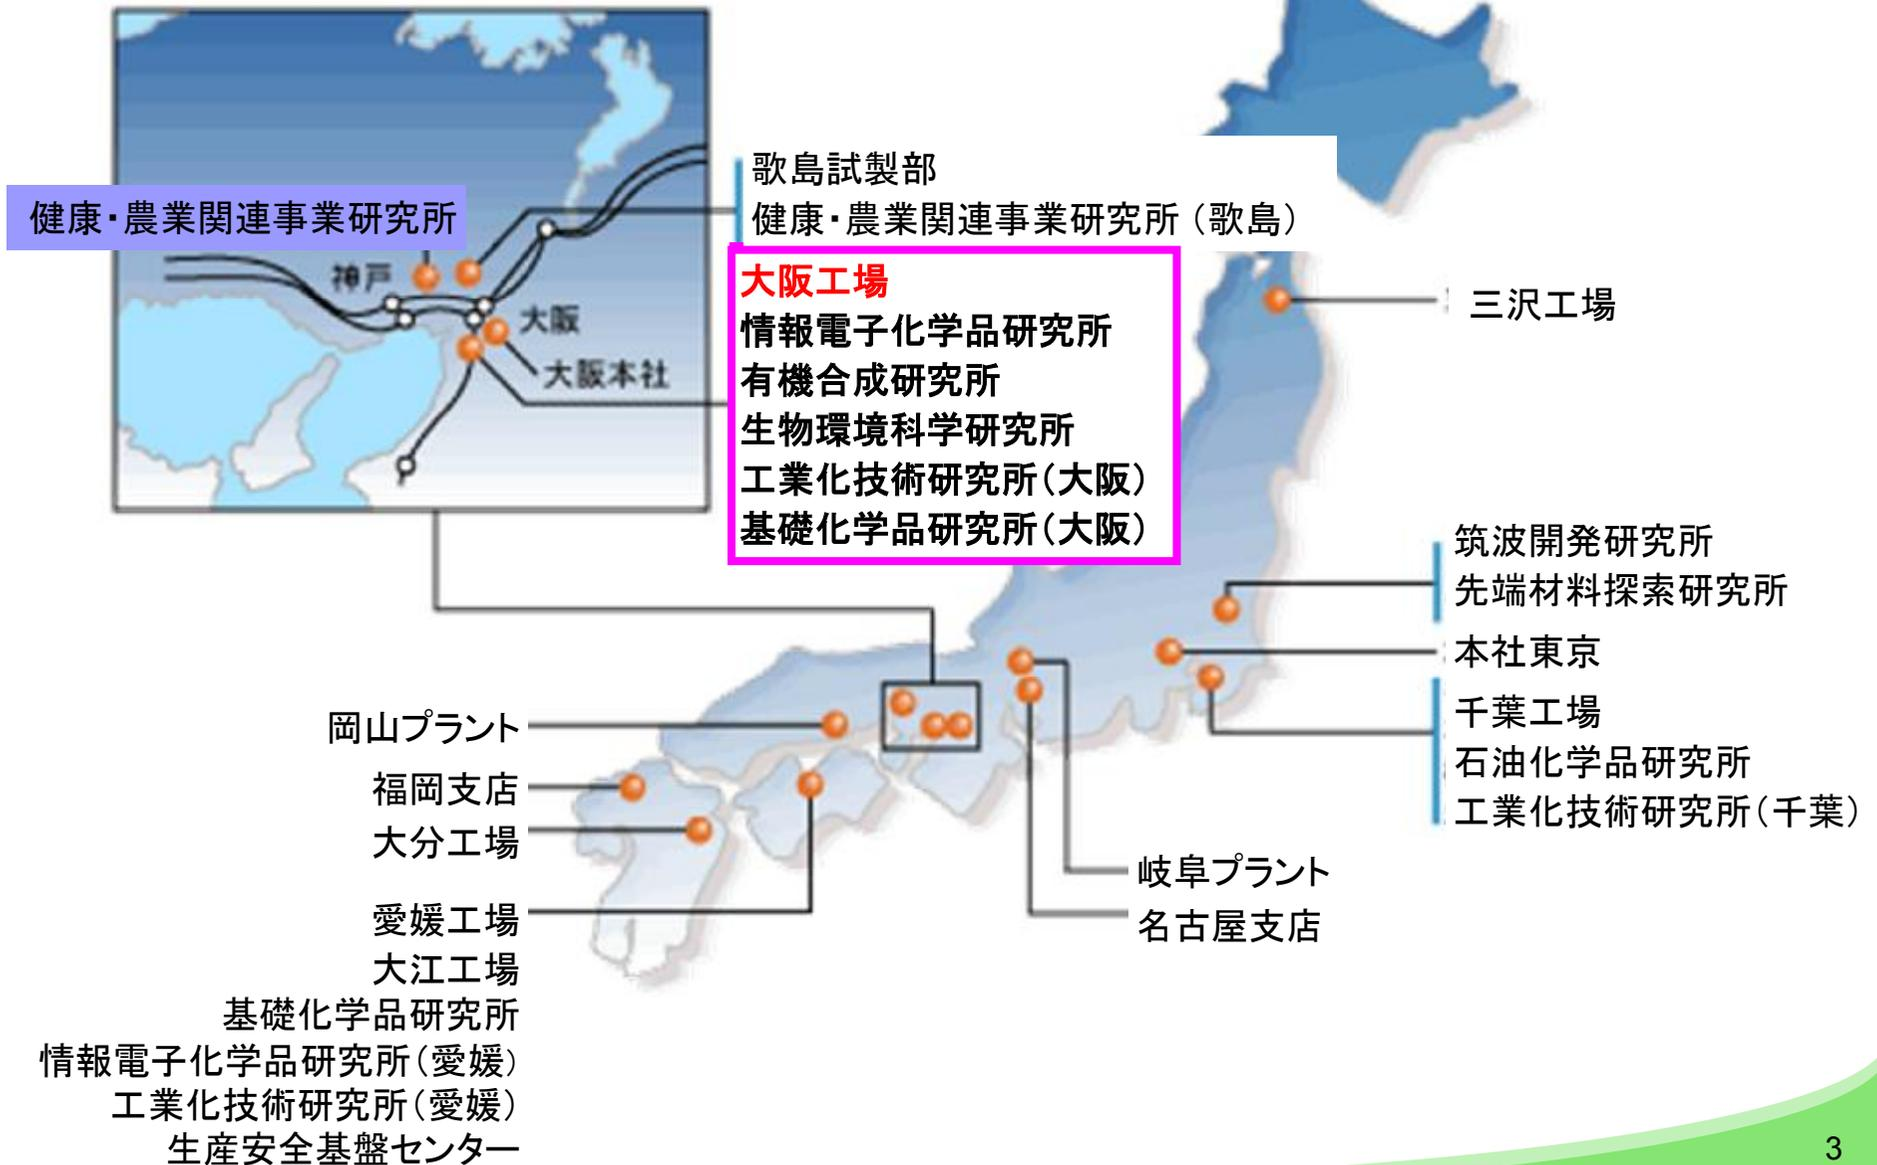 健康・農業関連事業研究所
神戸
大阪
大阪本社
歌島試製部
健康・農業関連事業研究所（歌島）
大阪工場
情報電子化学品研究所
有機合成研究所
生物環境科学研究所
工業化技術研究所（大阪）
基礎化学品研究所（大阪）
三沢工場
筑波開発研究所
先端材料探索研究所
本社東京
千葉工場
石油化学品研究所
工業化技術研究所（千葉）
岐阜プラント
名古屋支店
岡山プラント
福岡支店
大分工場
愛媛工場
大江工場
基礎化学品研究所
情報電子化学品研究所（愛媛）
工業化技術研究所（愛媛）
生産安全基盤センター
3